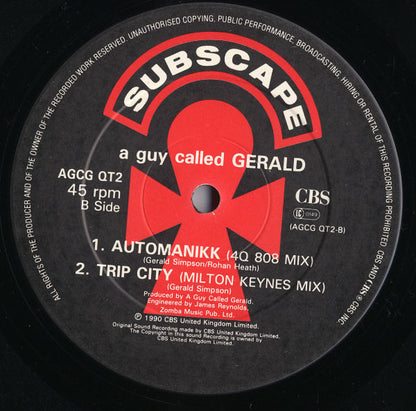 ALL RIGHTS OF THE PRODUCER AND OF THE OWNER OF THE RECORDED WORK RESERVED. UNAUTHORISED COPYING, PUBLIC PERFORMANCE, BROADCASTING, HIRING OR RENTAL OF THIS RECORDING PROHIBITED. CBS AND CBS ® CBS INC.
SUBSCAPE
a guy called GERALD
AGCG QT2
45 rpm
B Side
CBS
(AGCG QT2-B)
1. AUTOMANIKK (4Q 808 MIX)
(Gerald Simpson/Rohan Heath)
2. TRIP CITY (MILTON KEYNES MIX)
(Gerald Simpson)
Produced by A Guy Called Gerald.
Engineered by James Reynolds.
Zomba Music Pub. Ltd.
℗ 1990 CBS United Kingdom Limited.
Original Sound Recording made by CBS United Kingdom Limited.
The Copyright in this sound Recording is owned by
CBS United Kingdom Limited.